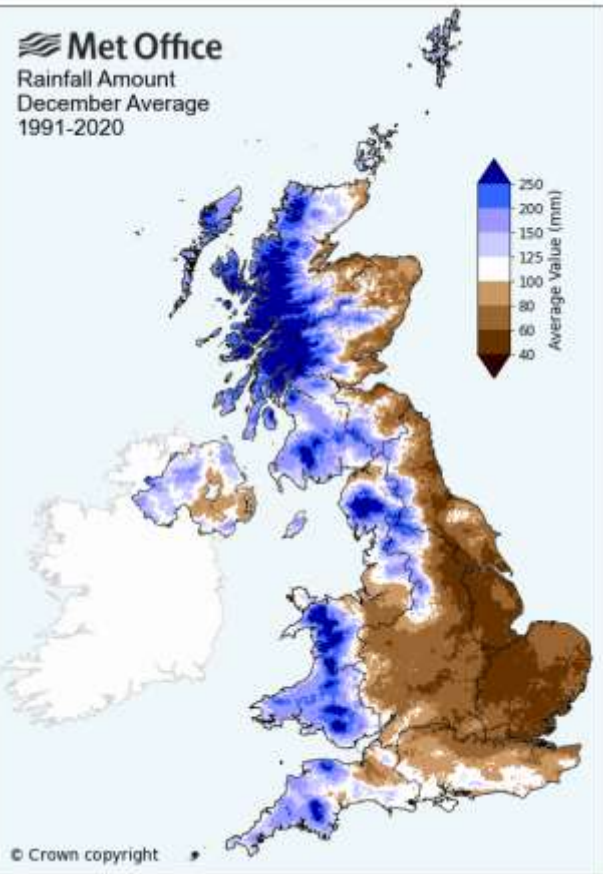 Met Office
Rainfall Amount
December Average
1991-2020
250
200
150
125
100
80
60
40
Average Value (mm)
© Crown copyright